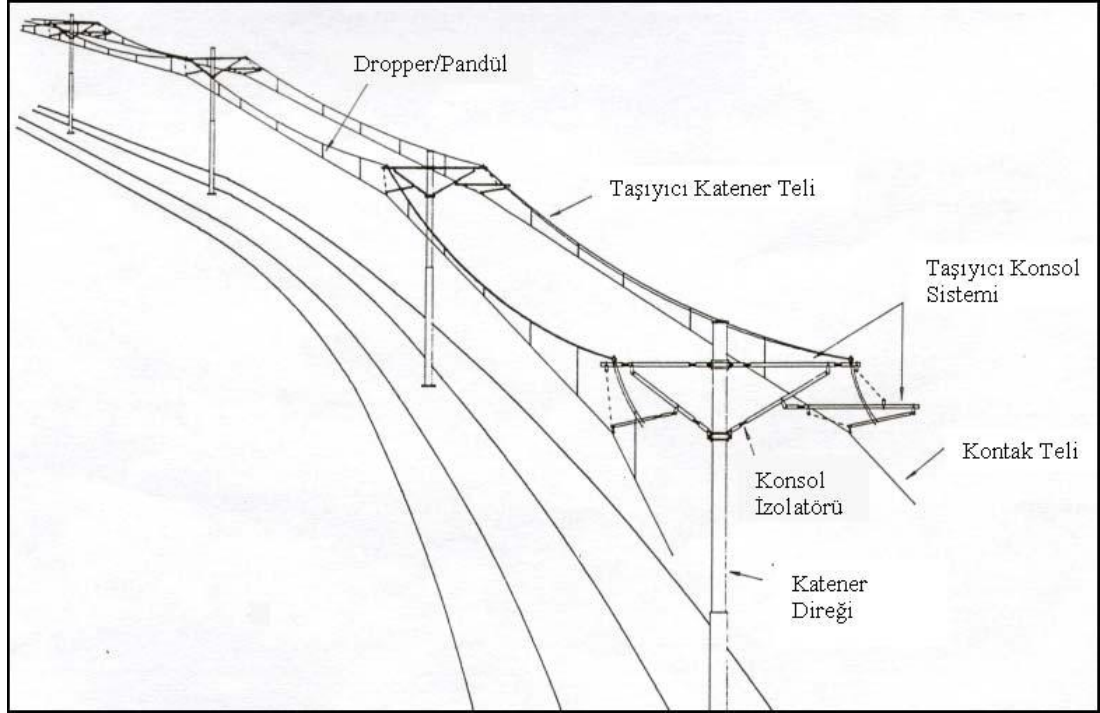 Dropper/Pandül
Taşıyıcı Katener Teli
Taşıyıcı Konsol
Sistemi
Kontak Teli
Konsol
İzolatörü
Katener
Direği